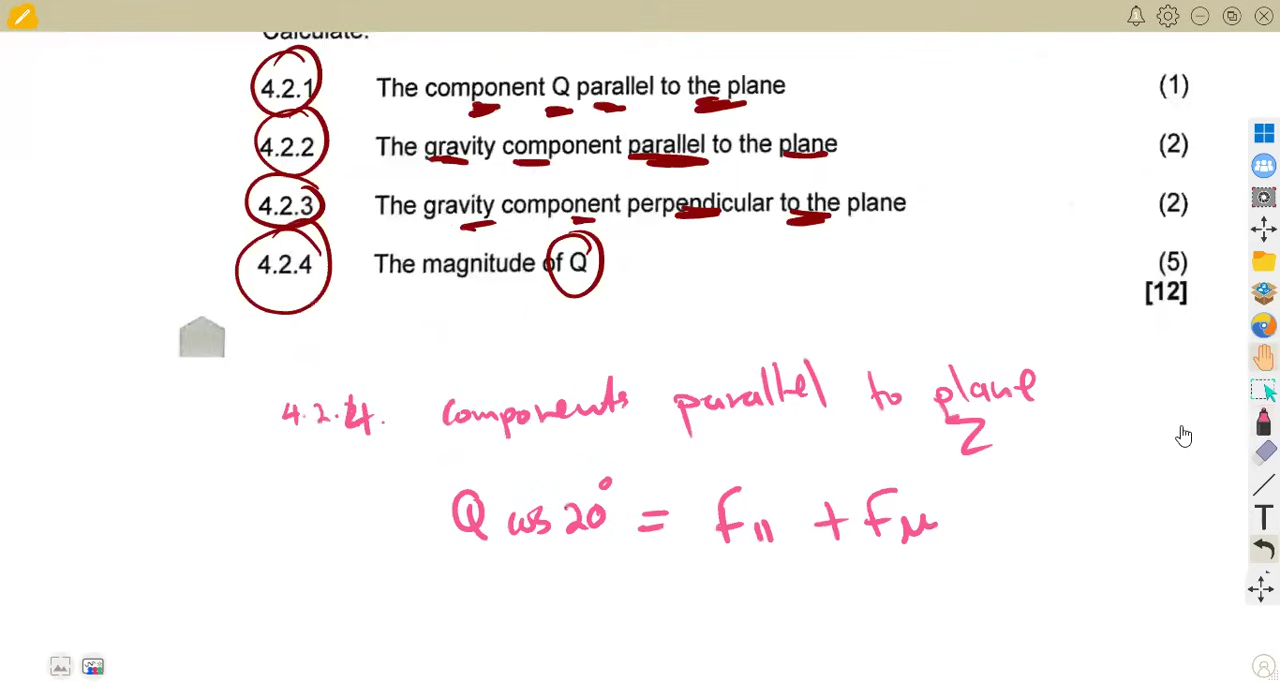 Calculate:
4.2.1 The component Q parallel to the plane (1)
4.2.2 The gravity component parallel to the plane (2)
4.2.3 The gravity component perpendicular to the plane (2)
4.2.4 The magnitude of Q (5)
[12]
4.2.4. components parallel to plane
Q cos 20° = F∥ + Fμ
T